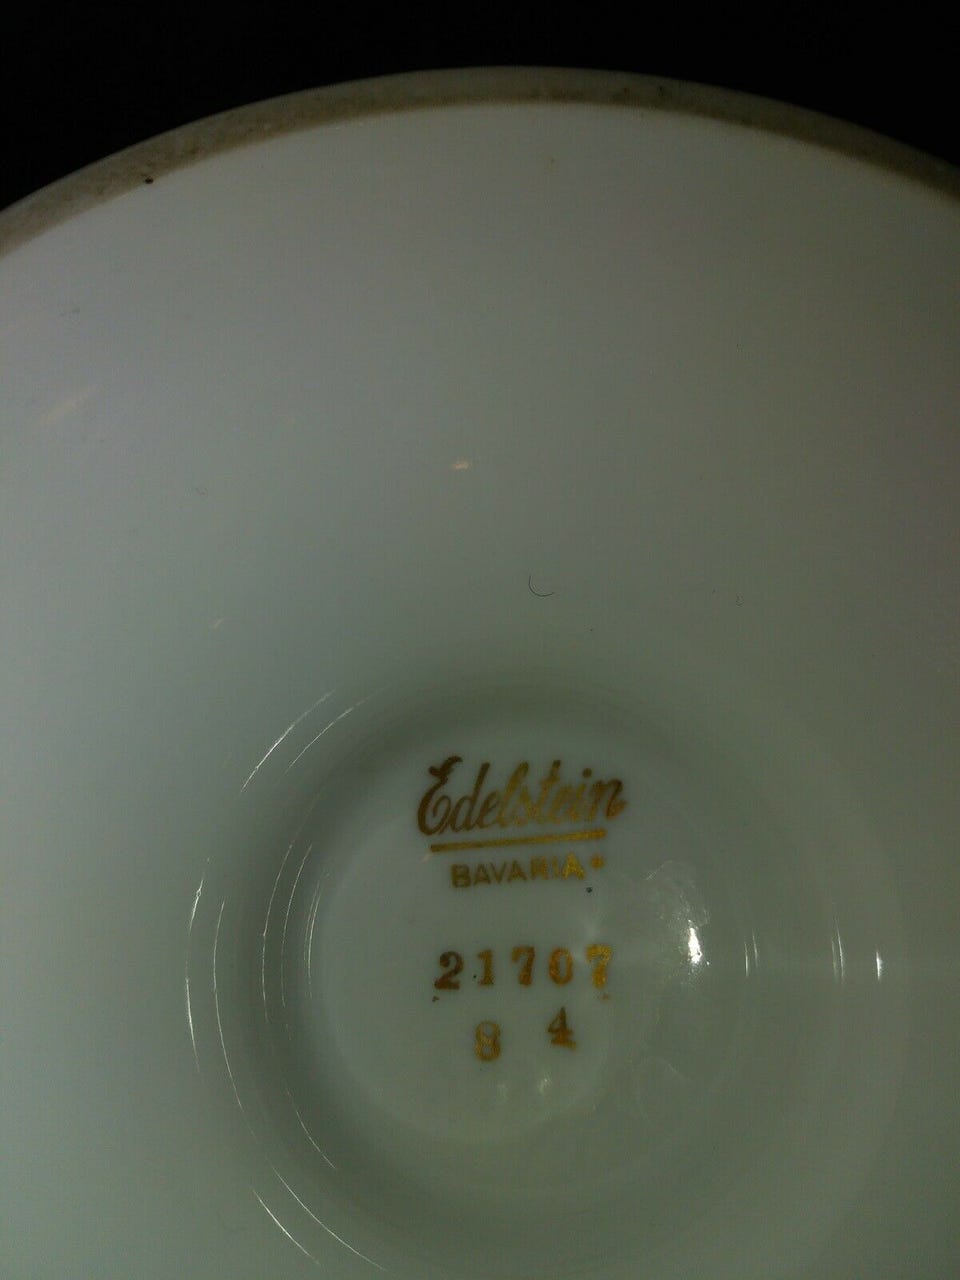 Edelstein
BAVARIA*
21707
8 4